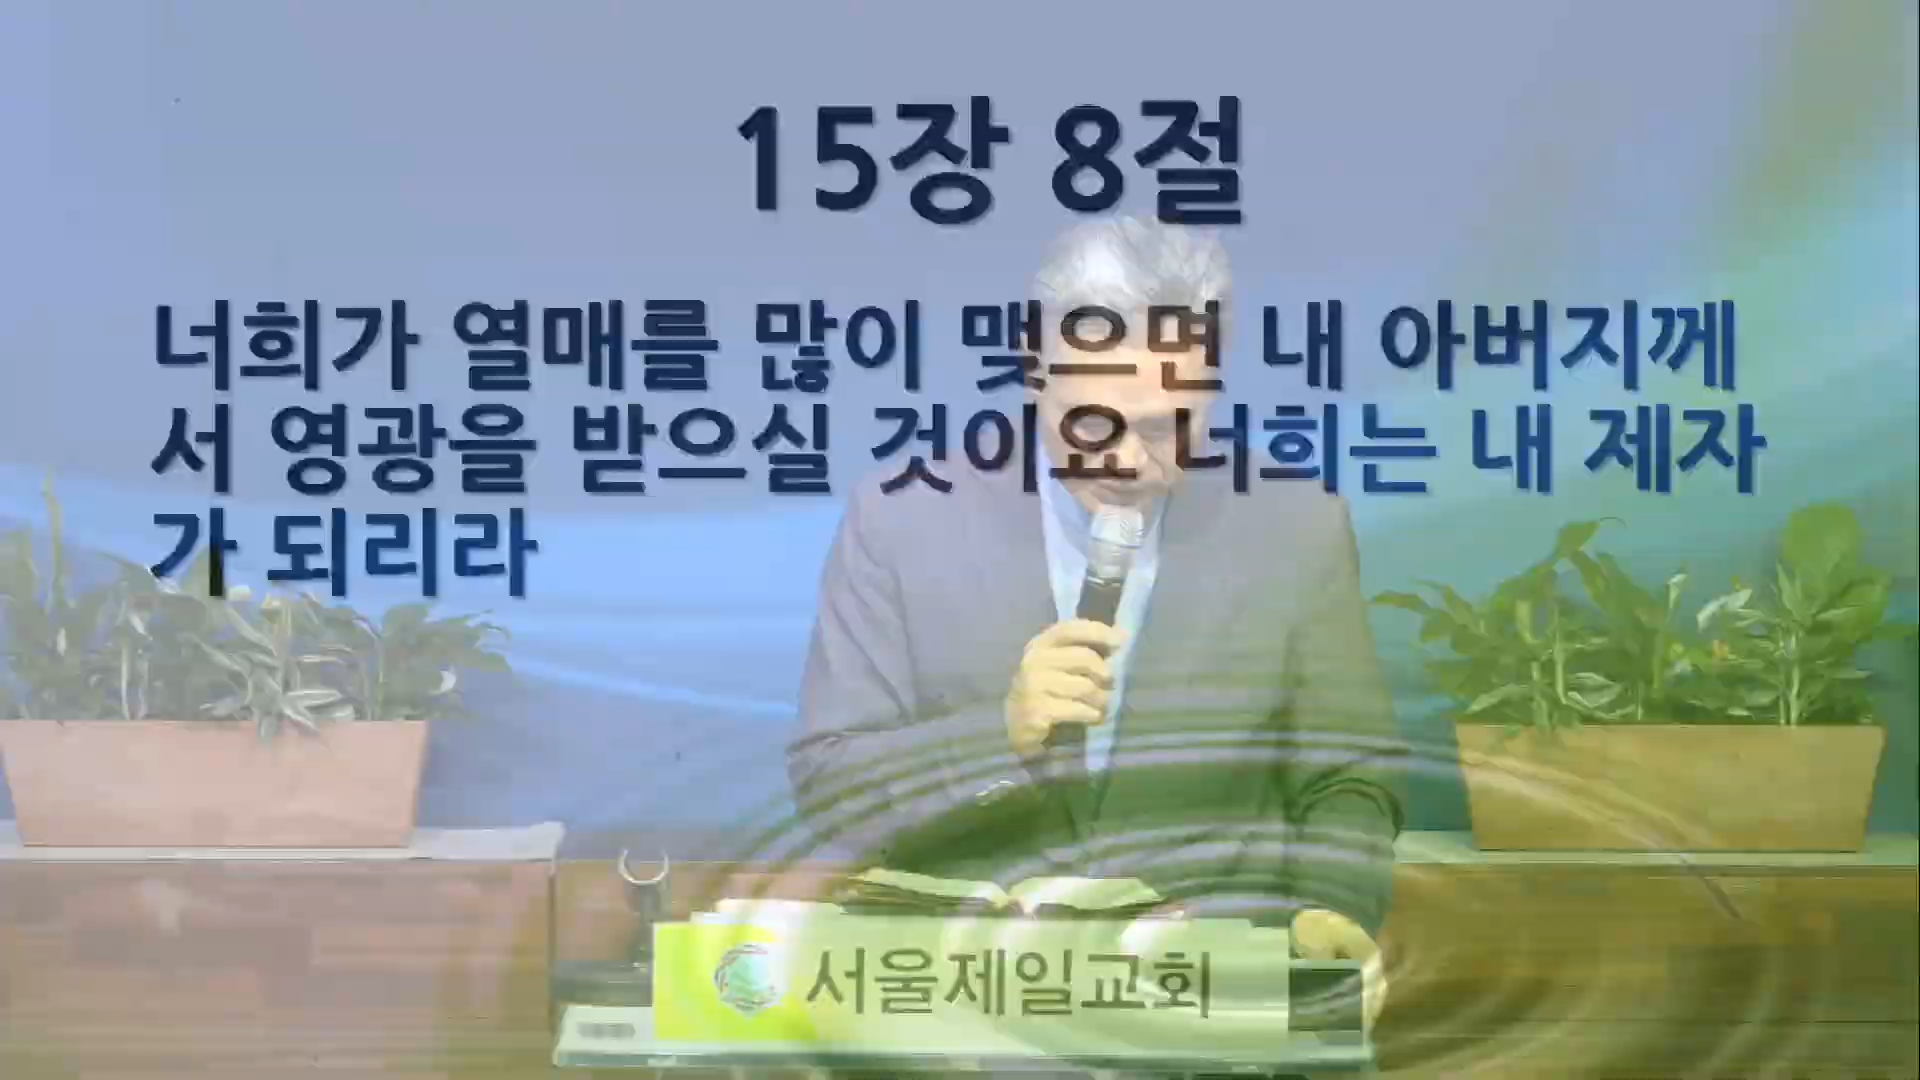 15장 8절
너희가 열매를 많이 맺으면 내 아버지께
서 영광을 받으실 것이요 너희는 내 제자
가 되리라
서울제일교회